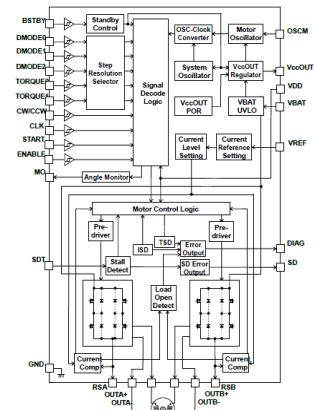 BSTBY
DMODE0
DMODE1
DMODE2
CW/CCW
CLK
START
ENABLE
MO
SDT
GND
Standby
Control
Step
Resolution
Selector
Signal
Decode
Logic
OSC-Clock
Converter
Motor
Oscillator
System
Oscillator
VccOUT
Regulator
VccOUT
POR
VBAT
UVLO
Current
Level
Setting
Current
Reference
Setting
OSCM
VccOUT
VDD
VBAT
VREF
Angle Monitor
Motor Control Logic
Pre-
driver
TSD
ISD
Error
Output
Pre-
driver
DIAG
Stall
Detect
SD Error
Output
SD
Load
Open
Detect
Current
Comp
Current
Comp
RSA
OUTA+
OUTA-
RSB
OUTB+
OUTB-